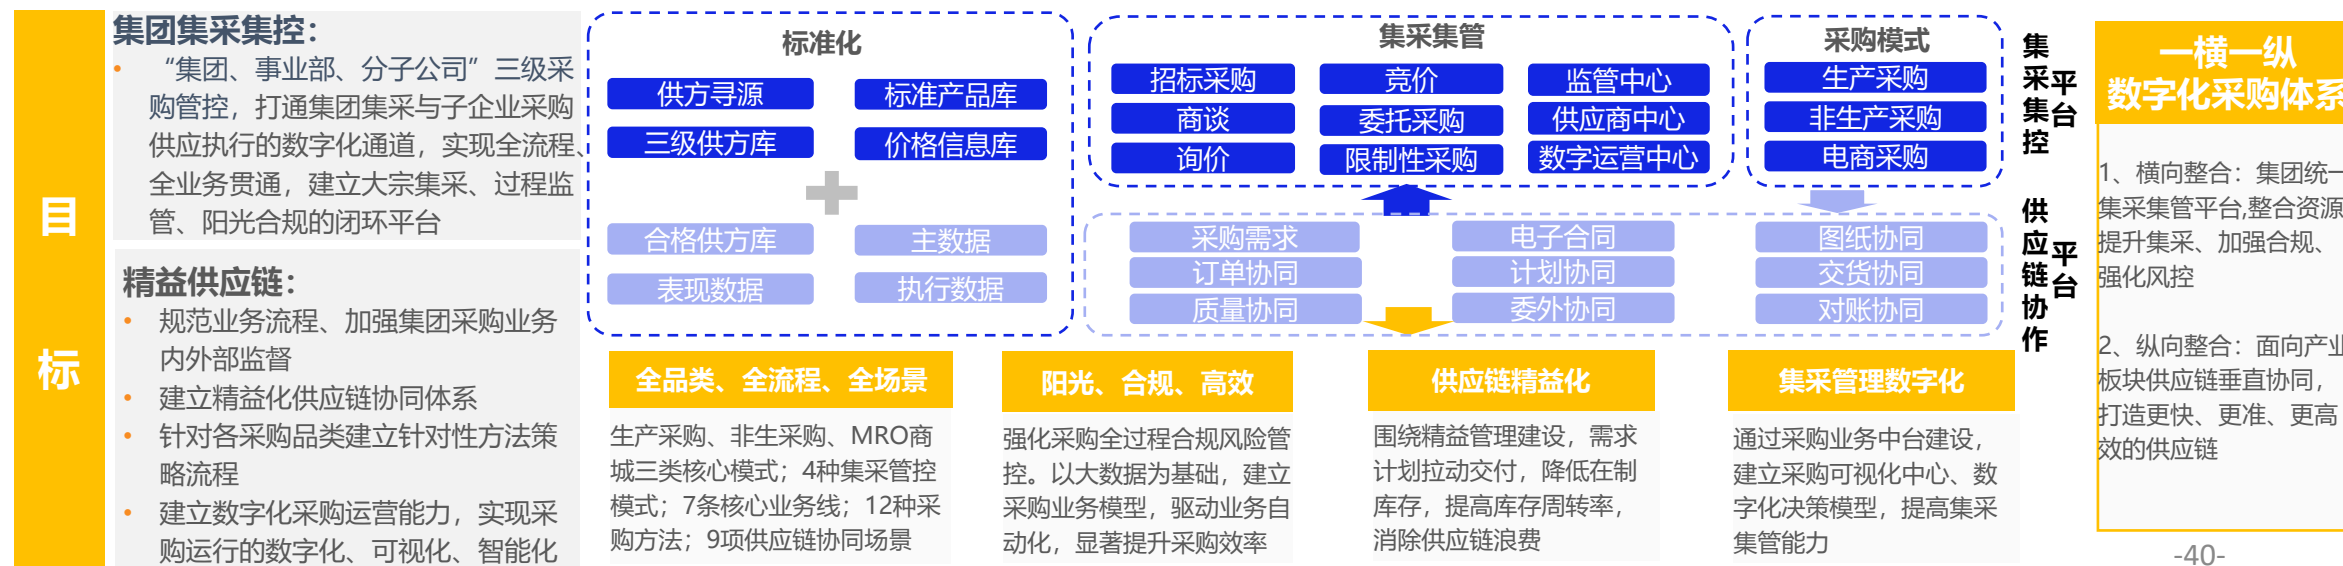 目
标
集团集采集控：
• “集团、事业部、分子公司”三级采
购管控，打通集团集采与子企业采购
供应执行的数字化通道，实现全流程、
全业务贯通，建立大宗集采、过程监
管、阳光合规的闭环平台
精益供应链：
• 规范业务流程、加强集团采购业务
内外部监督
• 建立精益化供应链协同体系
• 针对各采购品类建立针对性方法策
略流程
• 建立数字化采购运营能力，实现采
购运行的数字化、可视化、智能化
标准化
供方寻源
标准产品库
三级供方库
价格信息库
合格供方库
主数据
表现数据
执行数据
集采集管
招标采购
竞价
监管中心
商谈
委托采购
供应商中心
询价
限制性采购
数字运营中心
采购模式
生产采购
非生产采购
电商采购
集采集控
平台
采购需求
电子合同
图纸协同
订单协同
计划协同
交货协同
质量协同
委外协同
对账协同
供应链协作
平台
全品类、全流程、全场景
生产采购、非生采购、MRO商
城三类核心模式；4种集采管控
模式；7条核心业务线；12种采
购方法；9项供应链协同场景
阳光、合规、高效
强化采购全过程合规风险管
控。以大数据为基础，建立
采购业务模型，驱动业务自
动化，显著提升采购效率
供应链精益化
围绕精益管理建设，需求
计划拉动交付，降低在制
库存，提高库存周转率，
消除供应链浪费
集采管理数字化
通过采购业务中台建设，
建立采购可视化中心、数
字化决策模型，提高集采
集管能力
一横一纵
数字化采购体系
1、横向整合：集团统一
集采集管平台,整合资源
提升集采、加强合规、
强化风控
2、纵向整合：面向产业
板块供应链垂直协同，
打造更快、更准、更高
效的供应链
-40-